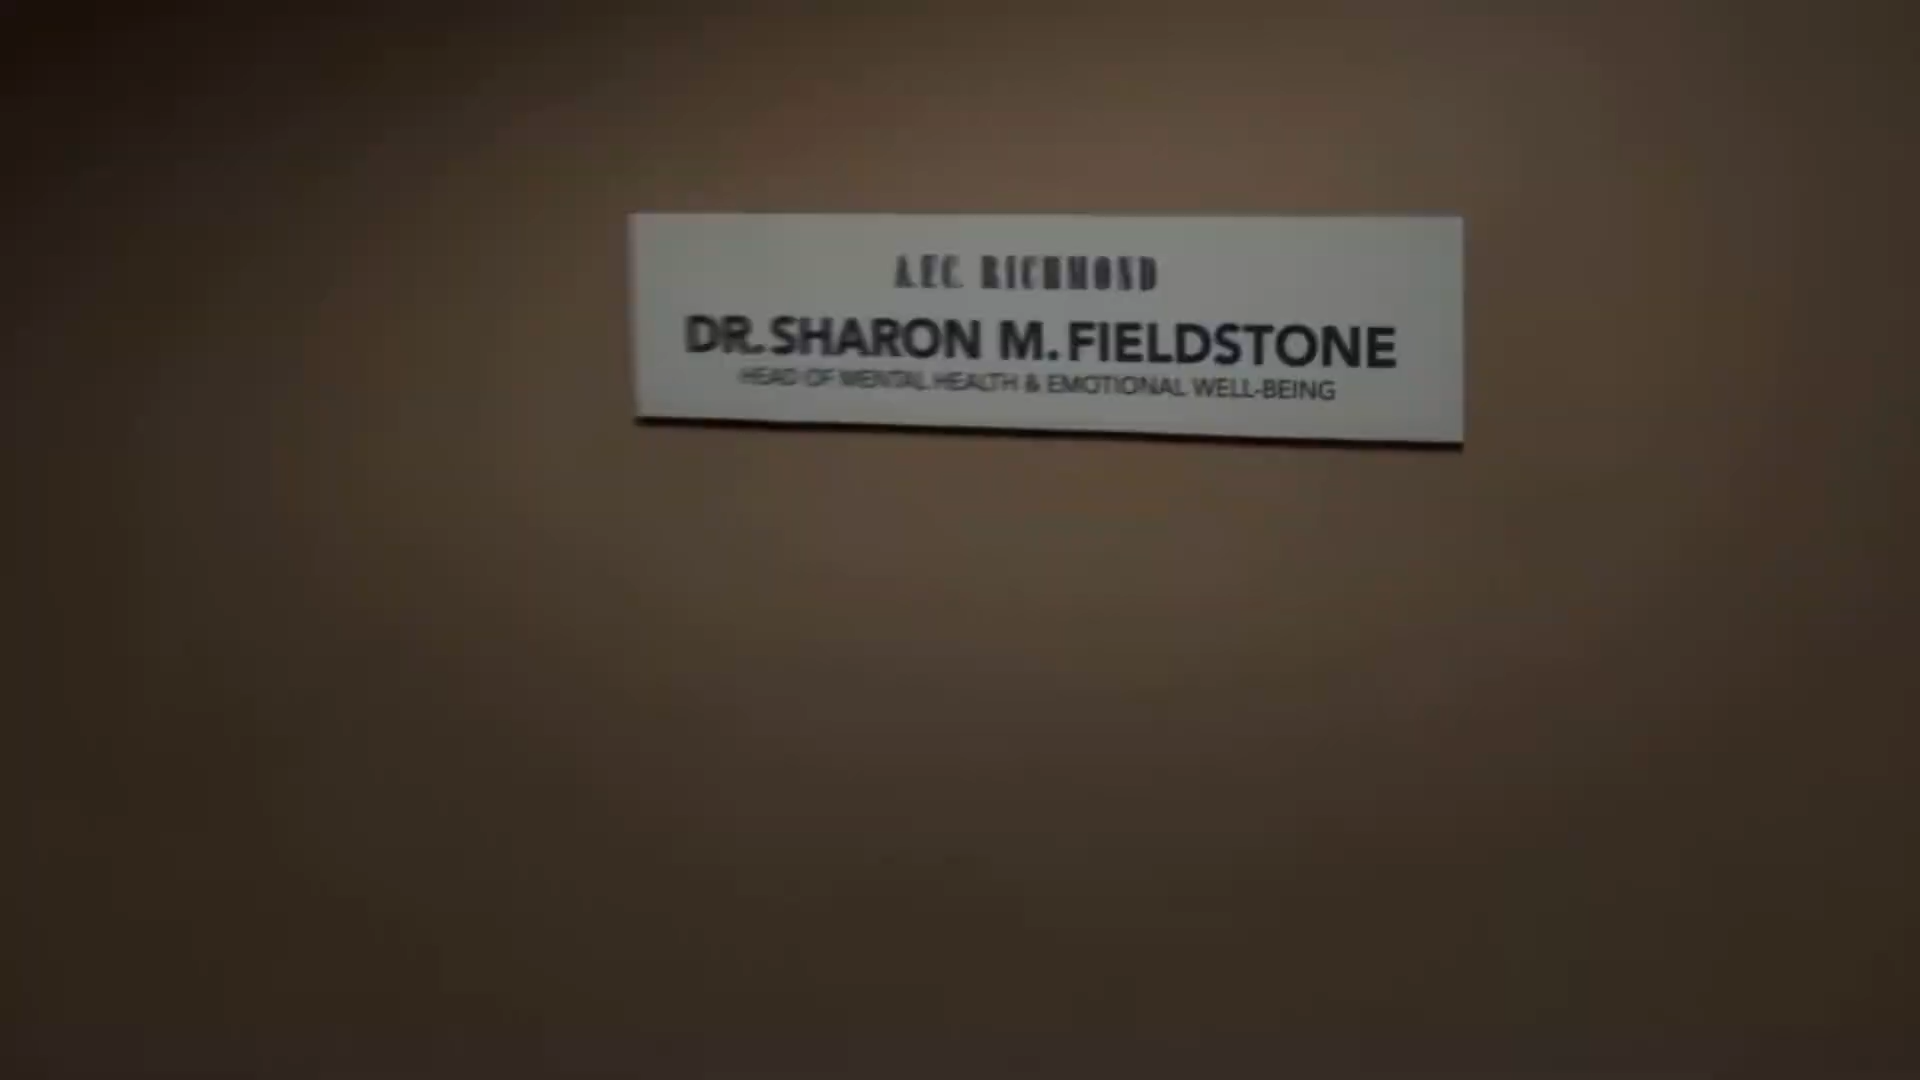 A.F.C. RICHMOND
DR. SHARON M. FIELDSTONE
HEAD OF MENTAL HEALTH & EMOTIONAL WELL-BEING